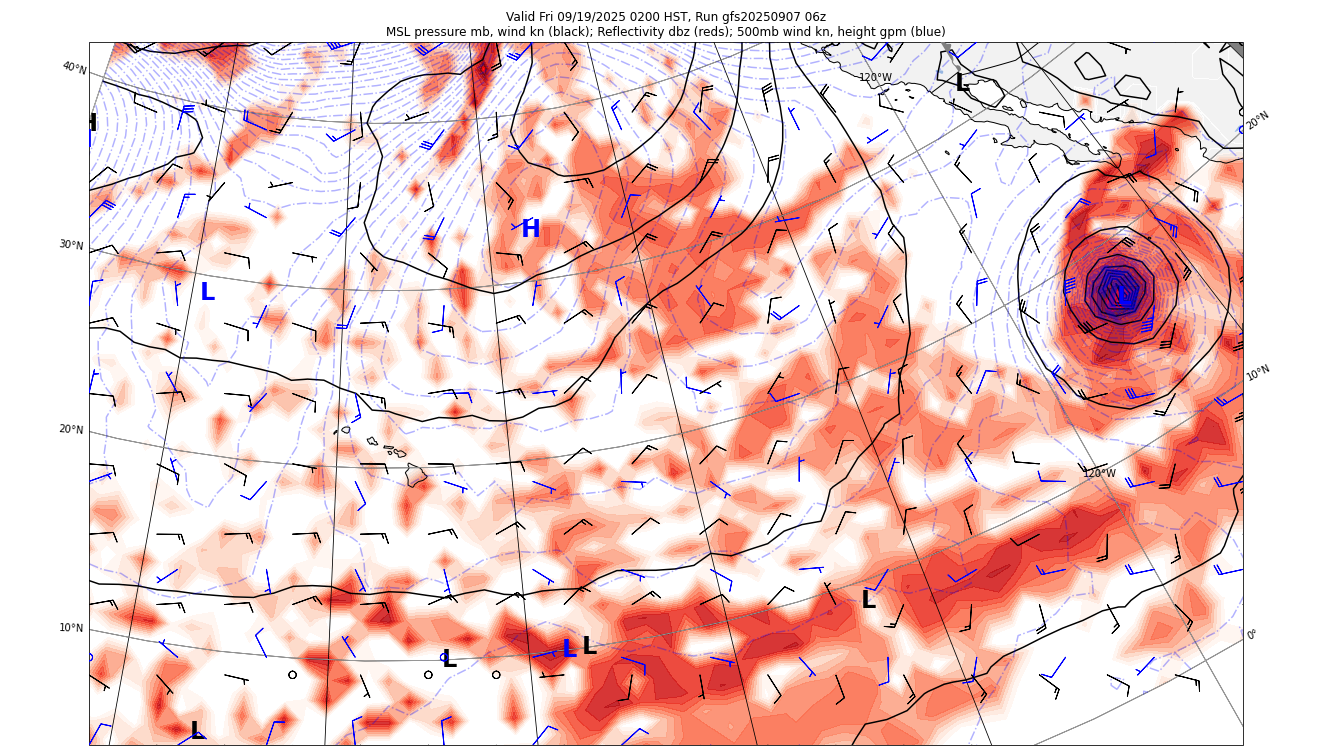 Valid Fri 09/19/2025 0200 HST, Run gfs20250907 06z
MSL pressure mb, wind kn (black); Reflectivity dbz (reds); 500mb wind kn, height gpm (blue)
40°N
120°W
L
H
20°N
30°N
H
L
10°N
20°N
120°W
10°N
L
0°
L
L
L
L